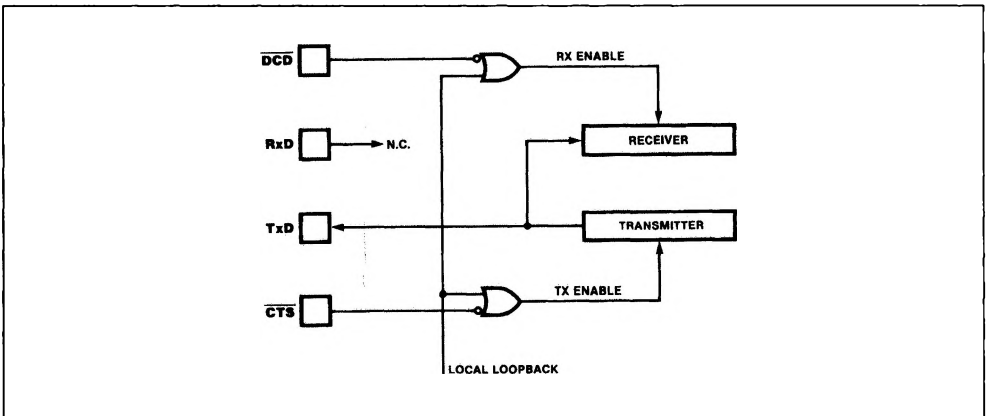 DCD
RX ENABLE
RxD
N.C.
RECEIVER
TxD
TRANSMITTER
TX ENABLE
CTS
LOCAL LOOPBACK